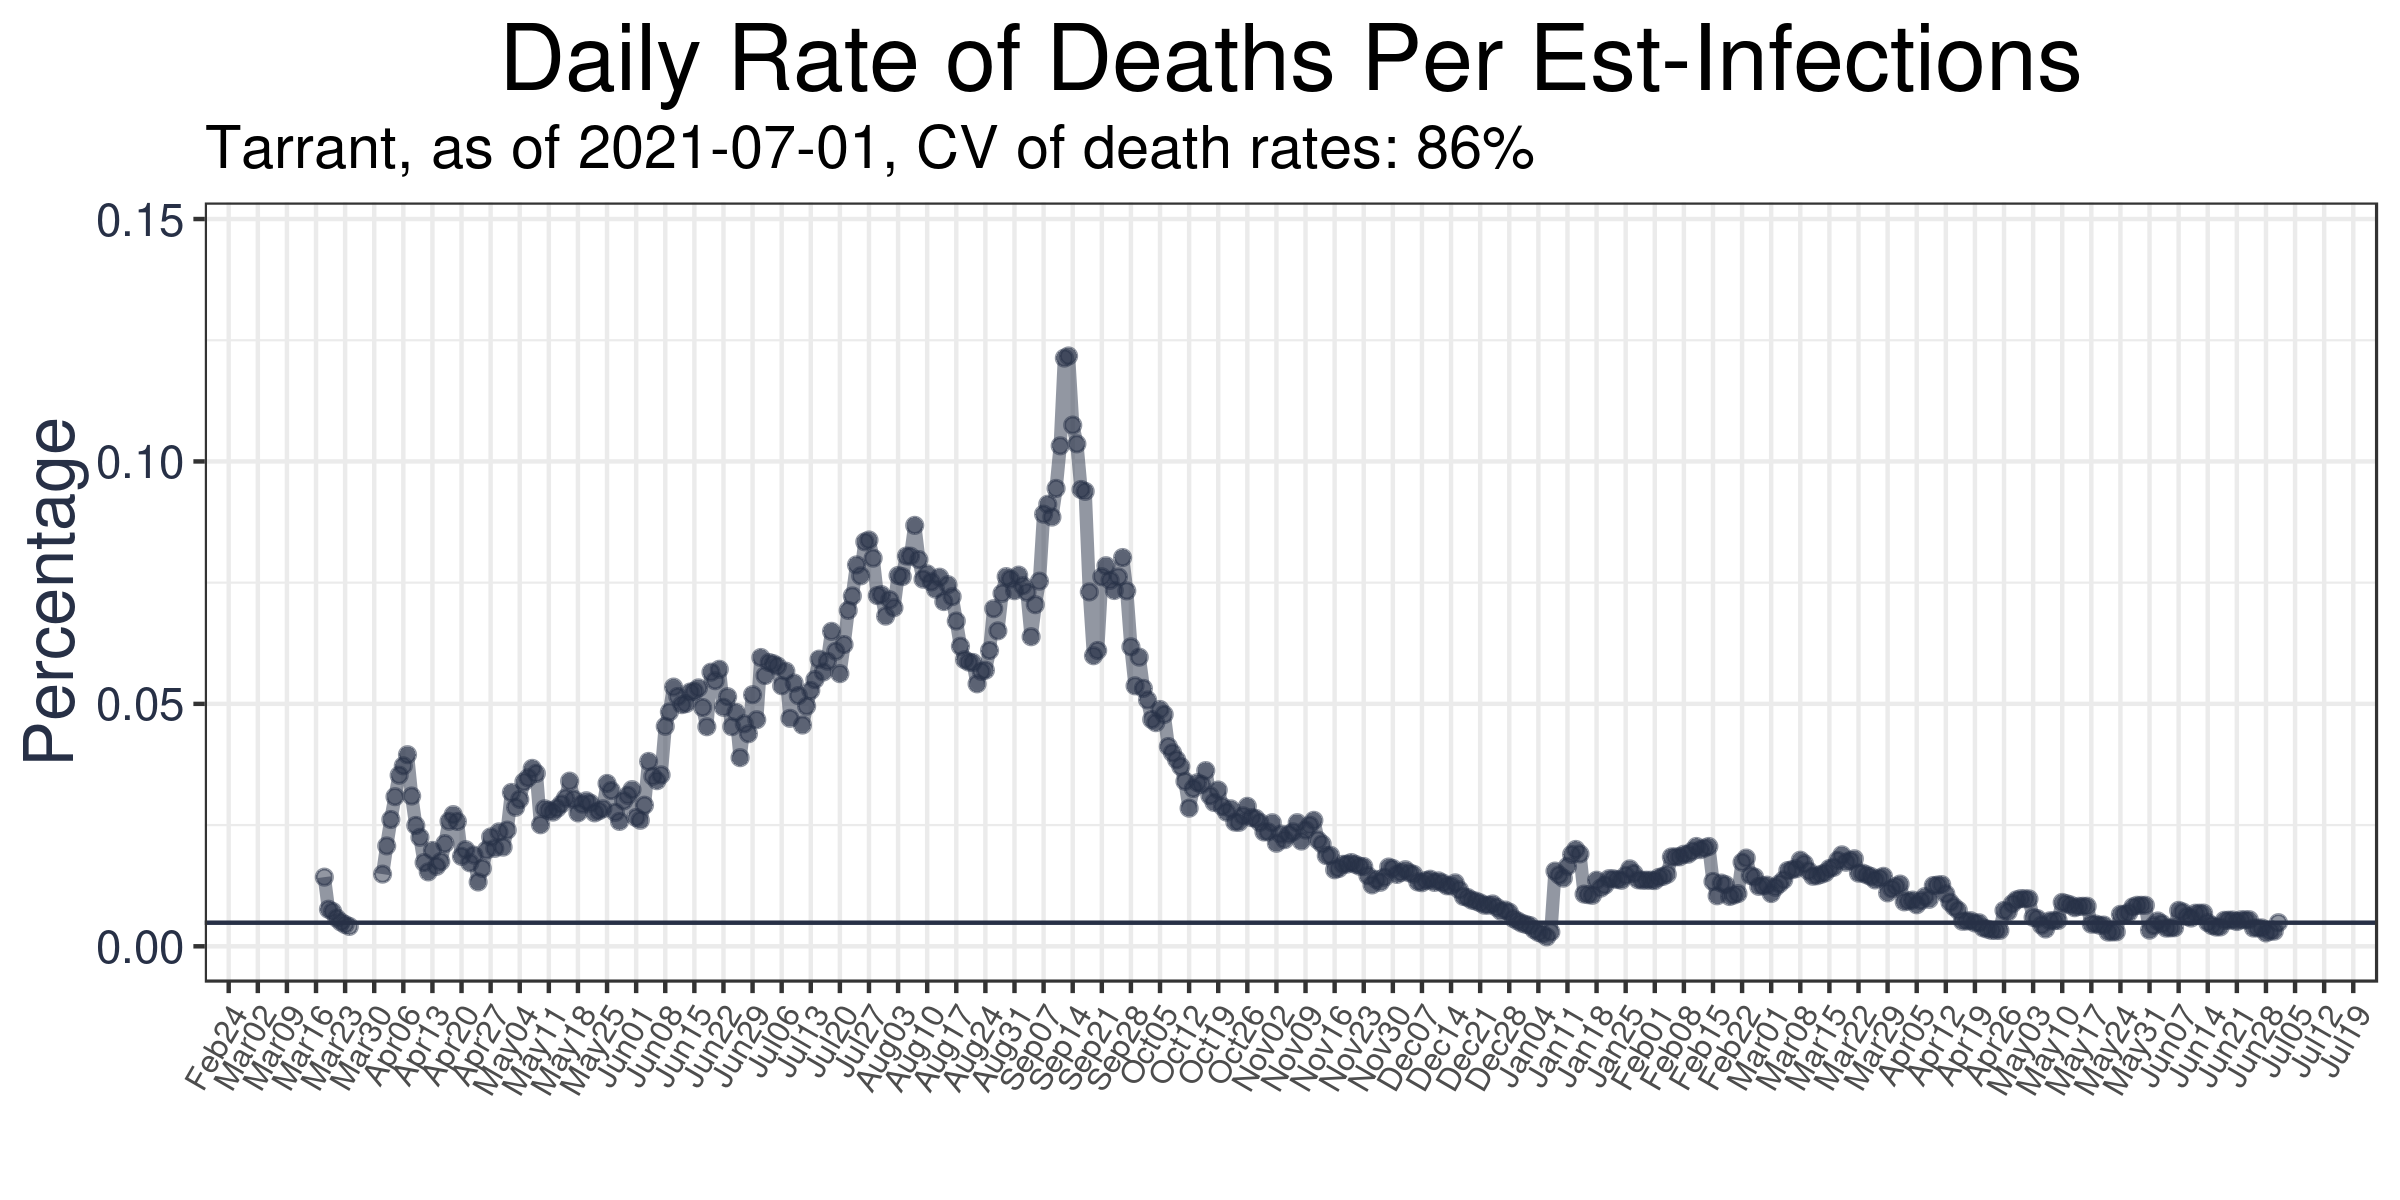 Daily Rate of Deaths Per Est-Infections
Tarrant, as of 2021-07-01, CV of death rates: 86%
Percentage
0.15
0.10
0.05
0.00
Feb24
Mar02
Mar09
Mar16
Mar23
Mar30
Apr06
Apr13
Apr20
Apr27
May04
May11
May18
May25
Jun01
Jun08
Jun15
Jun22
Jun29
Jul06
Jul13
Jul20
Jul27
Aug03
Aug10
Aug17
Aug24
Aug31
Sep07
Sep14
Sep21
Sep28
Oct05
Oct12
Oct19
Oct26
Nov02
Nov09
Nov16
Nov23
Nov30
Dec07
Dec14
Dec21
Dec28
Jan04
Jan11
Jan18
Jan25
Feb01
Feb08
Feb15
Feb22
Mar01
Mar08
Mar15
Mar22
Mar29
Apr05
Apr12
Apr19
Apr26
May03
May10
May17
May24
May31
Jun07
Jun14
Jun21
Jun28
Jul05
Jul12
Jul19